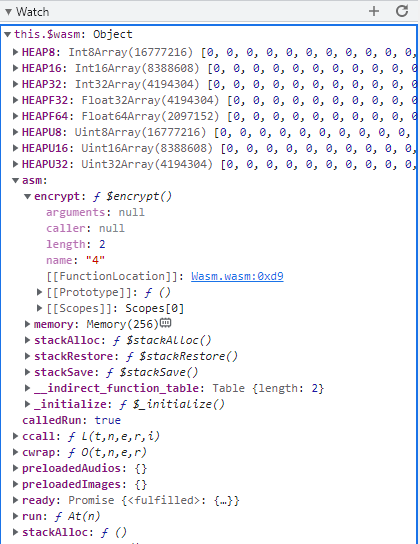 Watch
this.$wasm: Object
HEAP8: Int8Array(16777216) [0, 0, 0, 0, 0, 0, 0, 0, 0, 0,
HEAP16: Int16Array(8388608) [0, 0, 0, 0, 0, 0, 0, 0, 0,
HEAP32: Int32Array(4194304) [0, 0, 0, 0, 0, 0, 0, 0, 0,
HEAPF32: Float32Array(4194304) [0, 0, 0, 0, 0, 0, 0, 0,
HEAPF64: Float64Array(2097152) [0, 0, 0, 0, 0, 0, 0, 0,
HEAPU8: Uint8Array(16777216) [0, 0, 0, 0, 0, 0, 0, 0, 0,
HEAPU16: Uint16Array(8388608) [0, 0, 0, 0, 0, 0, 0, 0,
HEAPU32: Uint32Array(4194304) [0, 0, 0, 0, 0, 0, 0, 0,
asm:
encrypt: ƒ $encrypt()
arguments: null
caller: null
length: 2
name: "4"
[[FunctionLocation]]: Wasm.wasm:0xd9
[[Prototype]]: ƒ ()
[[Scopes]]: Scopes[0]
memory: Memory(256)
stackAlloc: ƒ $stackAlloc()
stackRestore: ƒ $stackRestore()
stackSave: ƒ $stackSave()
__indirect_function_table: Table {length: 2}
_initialize: ƒ $_initialize()
calledRun: true
ccall: ƒ L(t,n,e,r,i)
cwrap: ƒ O(t,n,e,r)
preloadedAudios: {}
preloadedImages: {}
ready: Promise {<fulfilled>: {…}}
run: ƒ At(n)
stackAlloc: ƒ ()